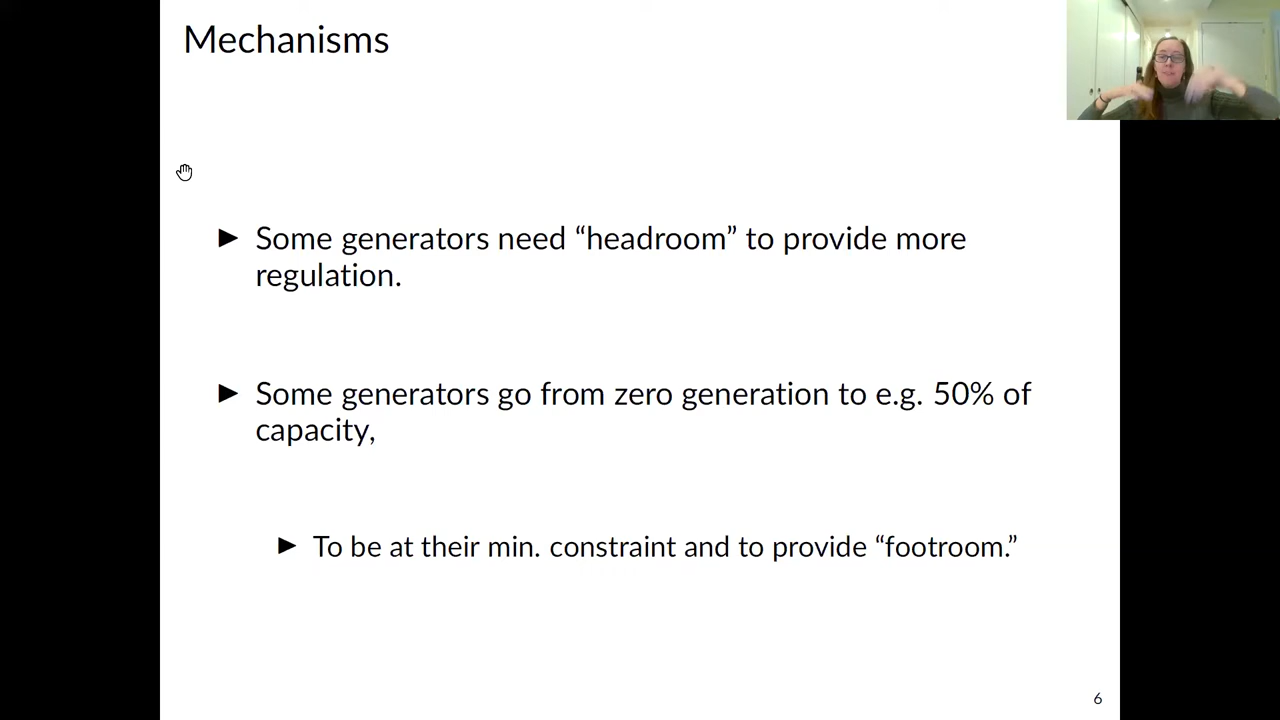 Mechanisms
▶ Some generators need “headroom” to provide more
regulation.
▶ Some generators go from zero generation to e.g. 50% of
capacity,
▶ To be at their min. constraint and to provide “footroom.”
6